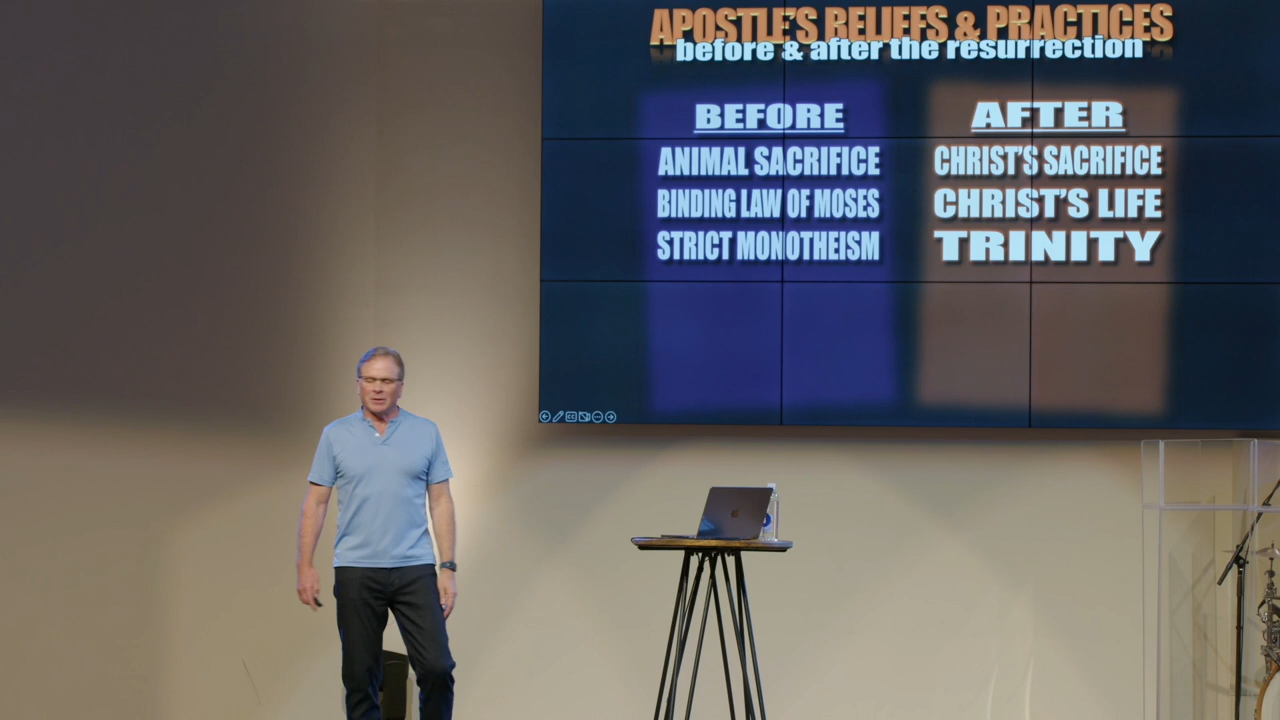 APOSTLE'S BELIEFS & PRACTICES
before & after the resurrection
BEFORE
AFTER
ANIMAL SACRIFICE
CHRIST'S SACRIFICE
BINDING LAW OF MOSES
CHRIST'S LIFE
STRICT MONOTHEISM
TRINITY